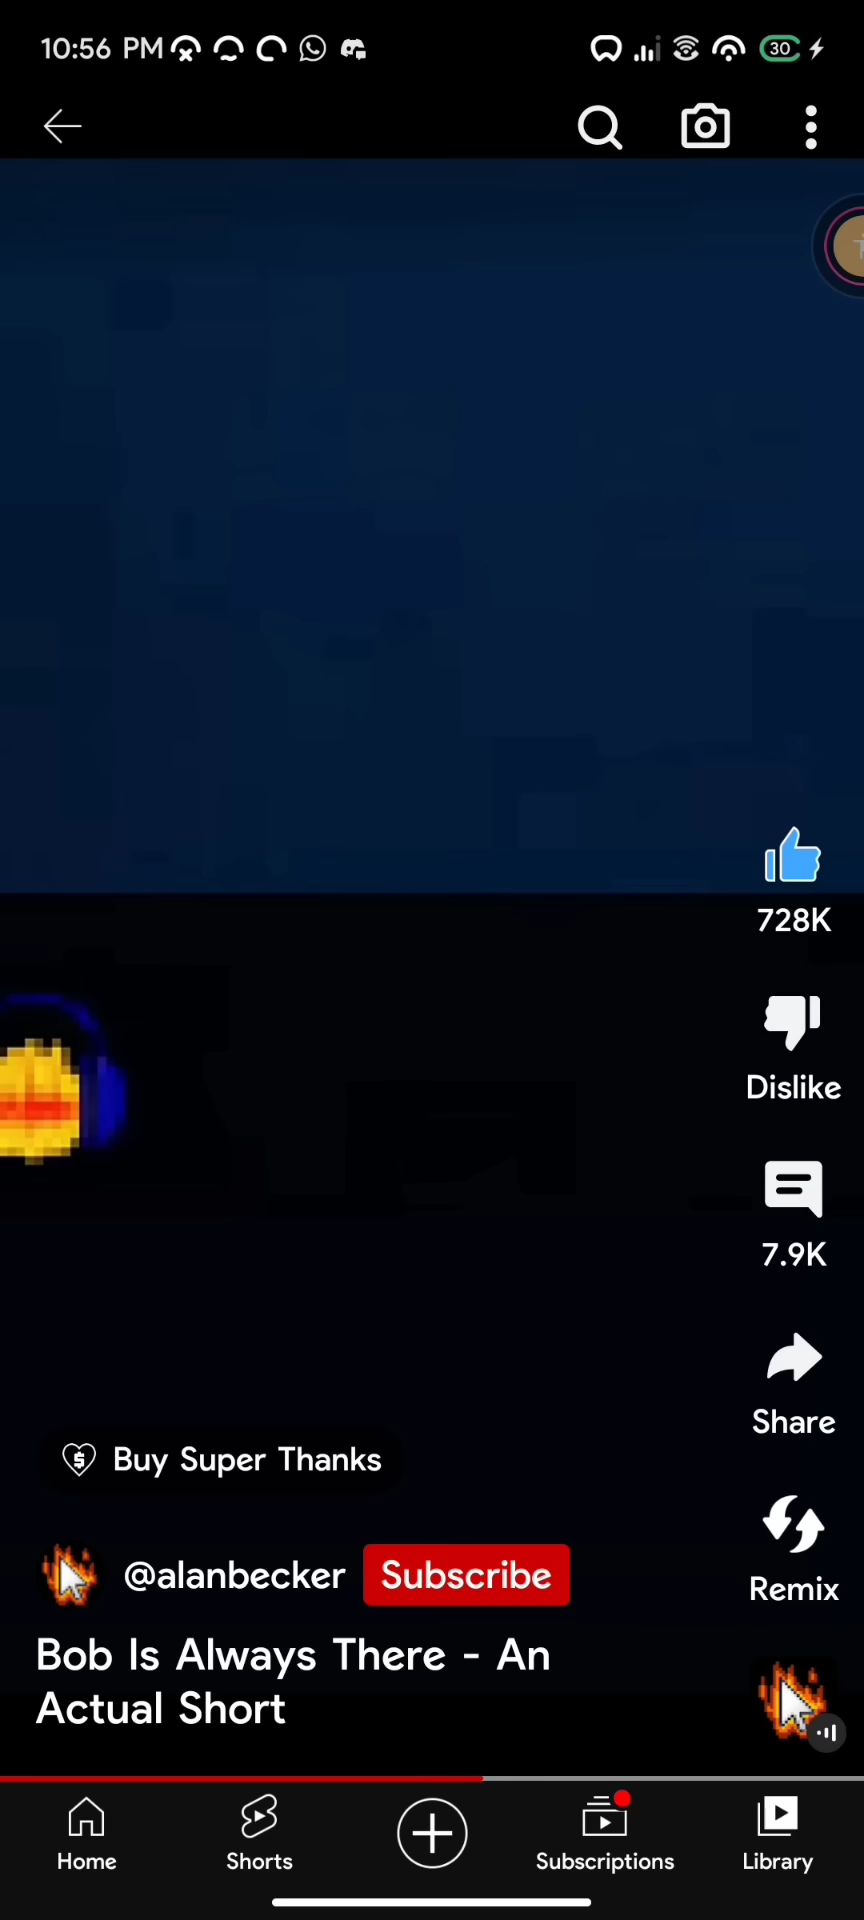 10:56 PM
30
728K
Dislike
7.9K
Share
Buy Super Thanks
@alanbecker Subscribe
Remix
Bob Is Always There - An
Actual Short
Home Shorts Subscriptions Library